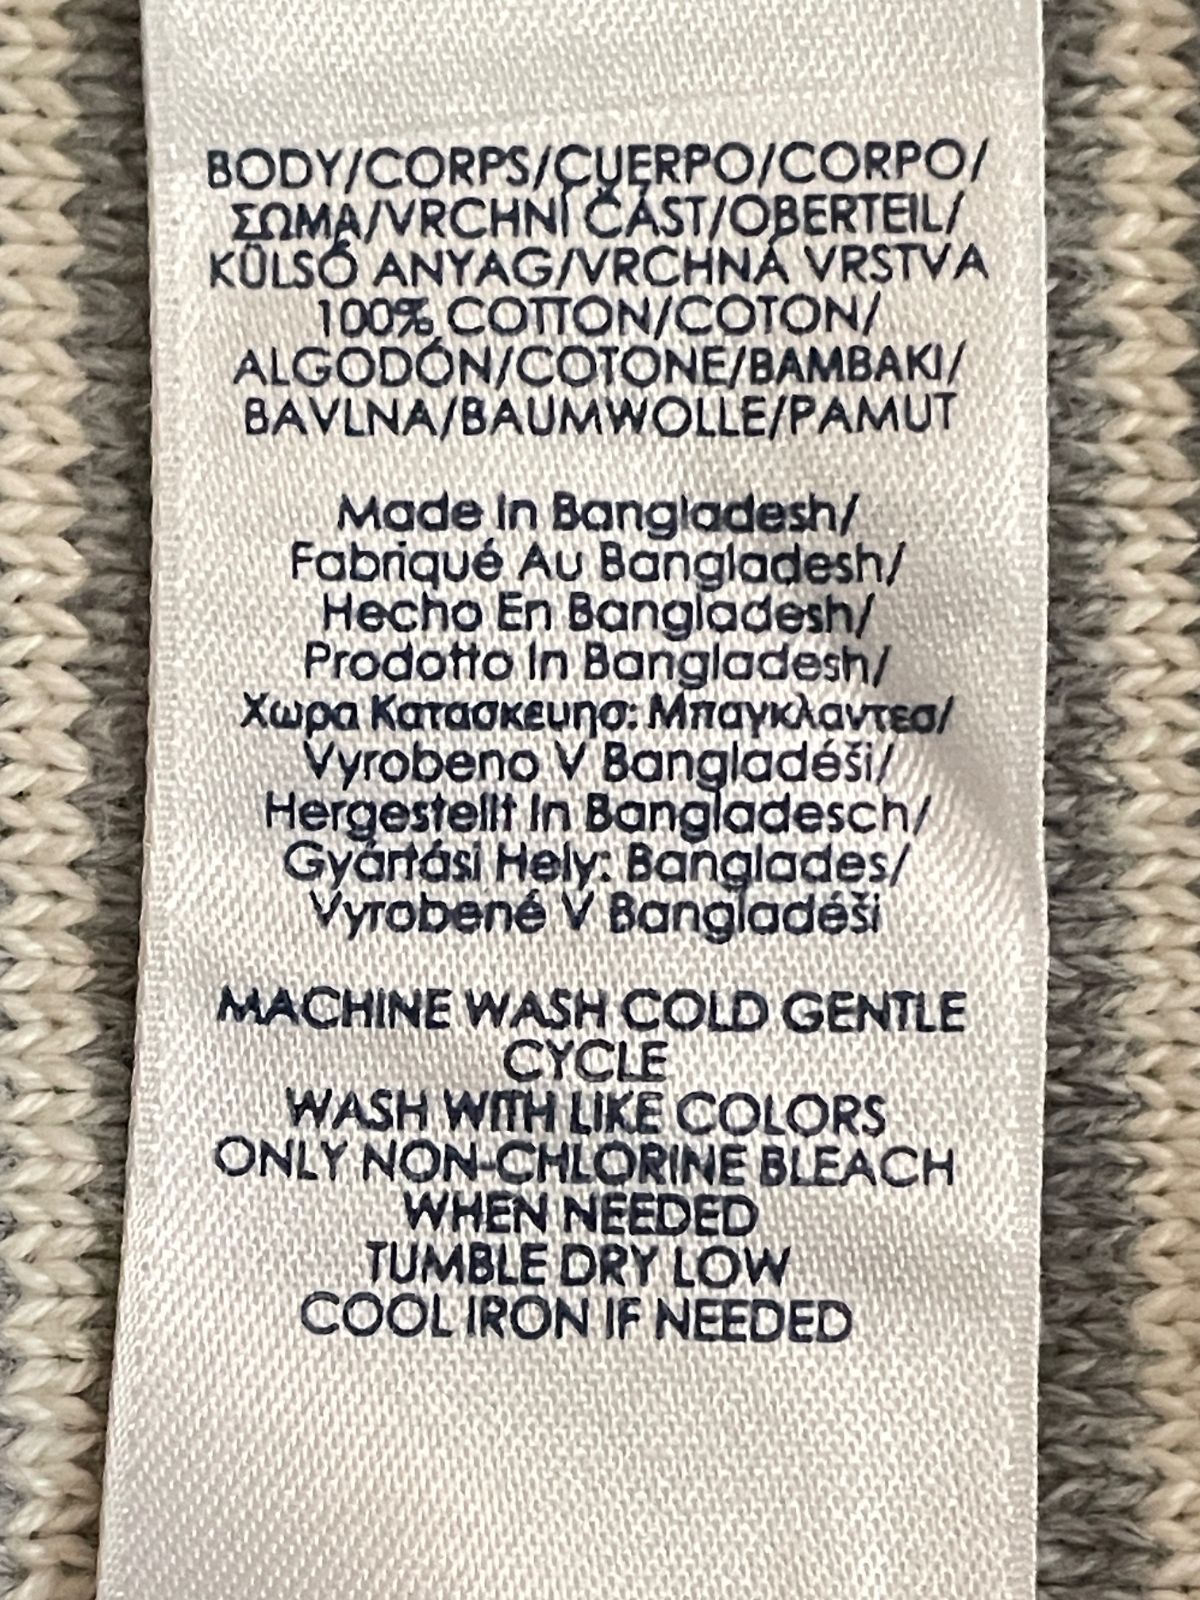 BODY/CORPS/CUERPO/CORPO/
ΣΩMA/VRCHNÍ ČÁST/OBERTEIL/
KÜLSŐ ANYAG/VRCHNÁ VRSTVA
100% COTTON/COTON/
ALGODÓN/COTONE/BAMBAKI/
BAVLNA/BAUMWOLLE/PAMUT
Made In Bangladesh/
Fabriqué Au Bangladesh/
Hecho En Bangladesh/
Prodotto In Bangladesh/
Χωρα Κατασκευησ: Μπαγκλαντεσ/
Vyrobeno V Bangladéši/
Hergestellt In Bangladesch/
Gyártási Hely: Banglades/
Vyrobené V Bangladéši
MACHINE WASH COLD GENTLE
CYCLE
WASH WITH LIKE COLORS
ONLY NON-CHLORINE BLEACH
WHEN NEEDED
TUMBLE DRY LOW
COOL IRON IF NEEDED